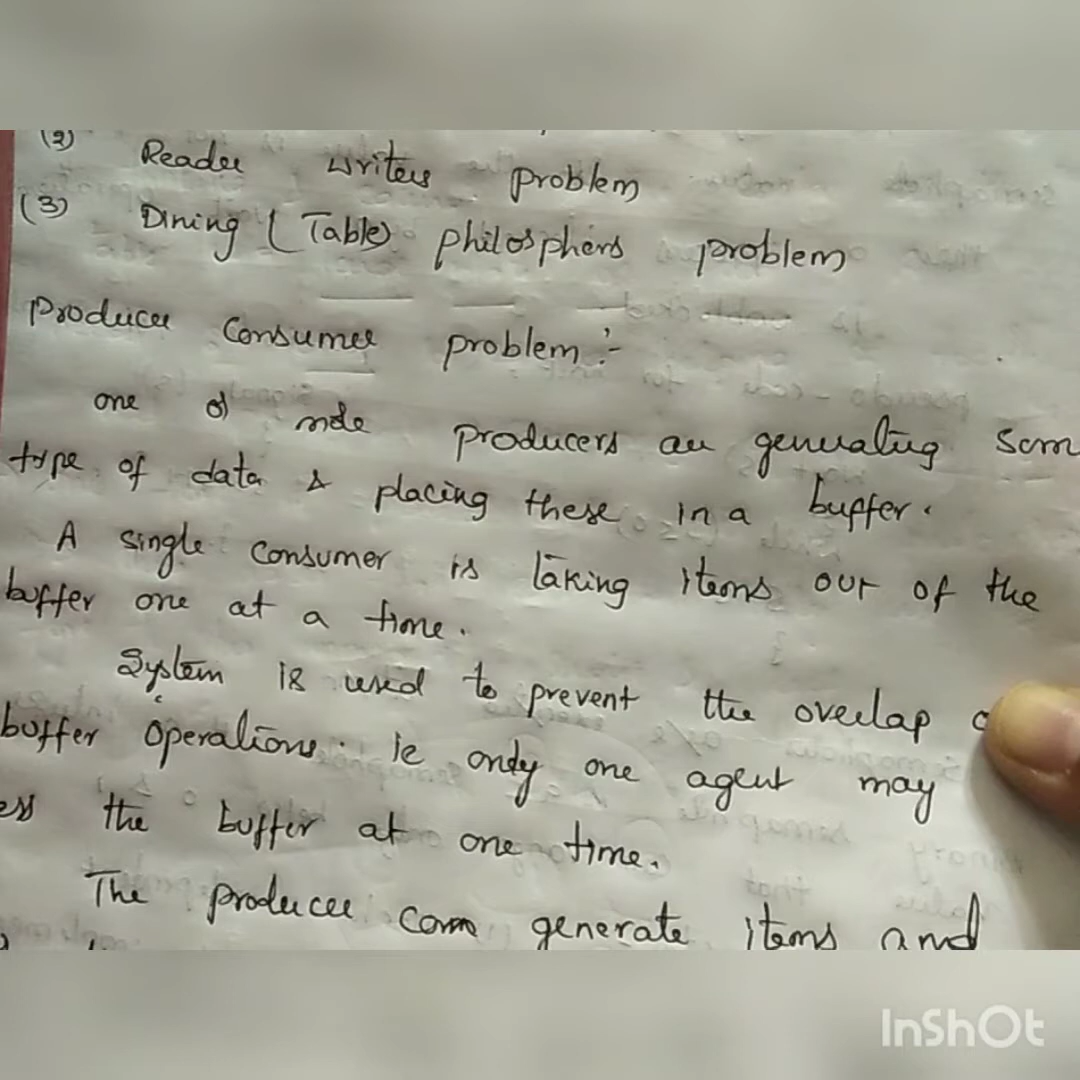 (2) Reader writers problem
(3) Dining (Table) philosphers problem
Producer Consumer problem :-
one or more producers are generating som
type of data & placing these in a buffer.
A single consumer is taking items out of the
buffer one at a time.
System is used to prevent the overlap o
buffer operations. ie only one agent may
ess the buffer at one time.
The producer can generate items and
InShOt